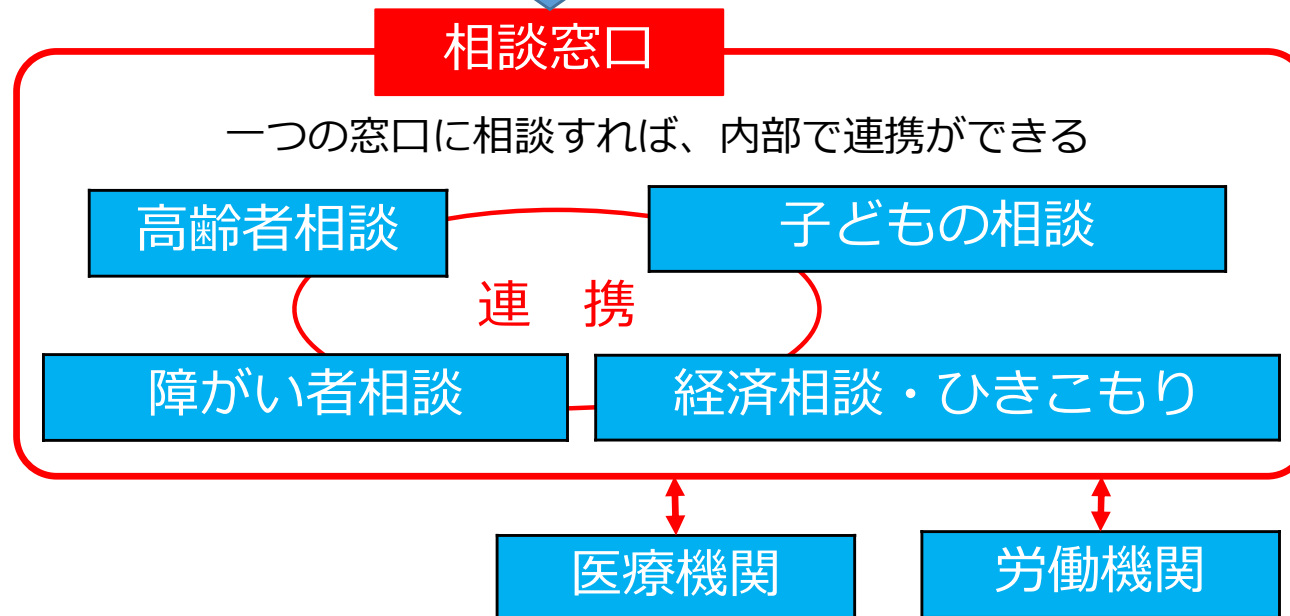 相談窓口
一つの窓口に相談すれば、内部で連携ができる
高齢者相談
子どもの相談
連　携
障がい者相談
経済相談・ひきこもり
医療機関
労働機関